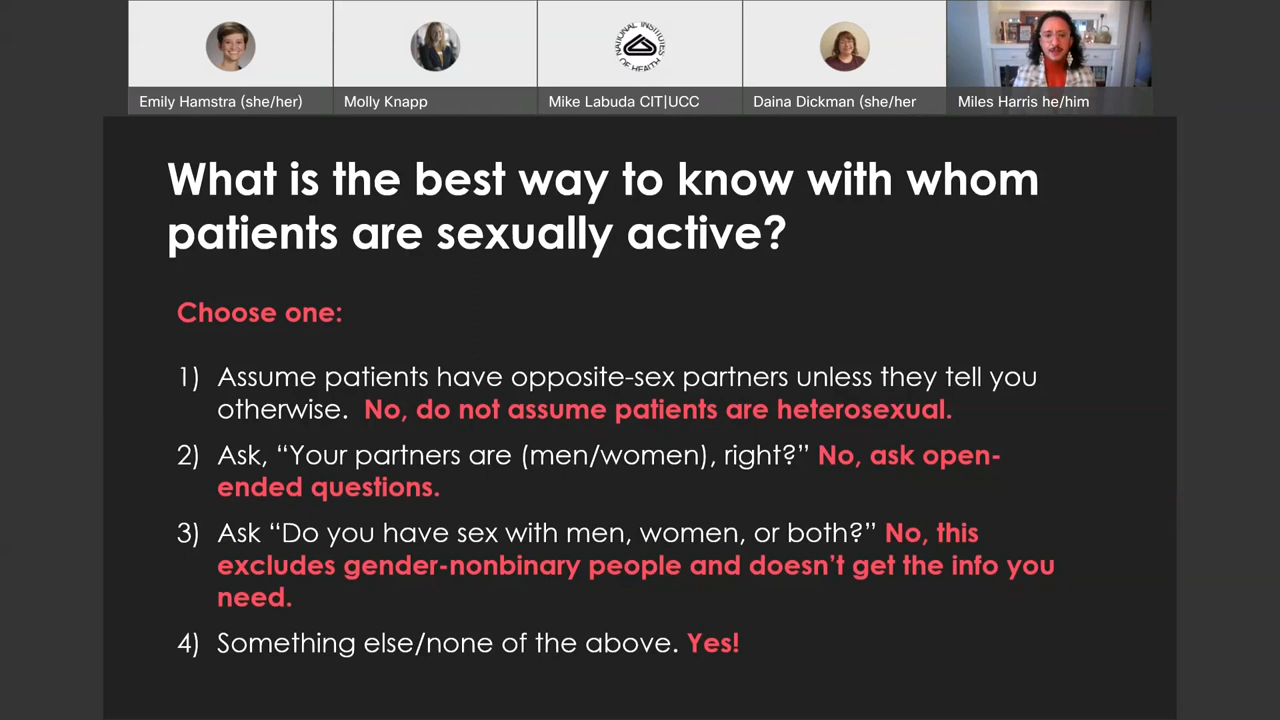 NATIONAL INSTITUTES OF HEALTH
Emily Hamstra (she/her)
Molly Knapp
Mike Labuda CIT|UCC
Daina Dickman (she/her
Miles Harris he/him
What is the best way to know with whom
patients are sexually active?
Choose one:
1) Assume patients have opposite-sex partners unless they tell you
otherwise. No, do not assume patients are heterosexual.
2) Ask, “Your partners are (men/women), right?” No, ask open-
ended questions.
3) Ask “Do you have sex with men, women, or both?” No, this
excludes gender-nonbinary people and doesn’t get the info you
need.
4) Something else/none of the above. Yes!